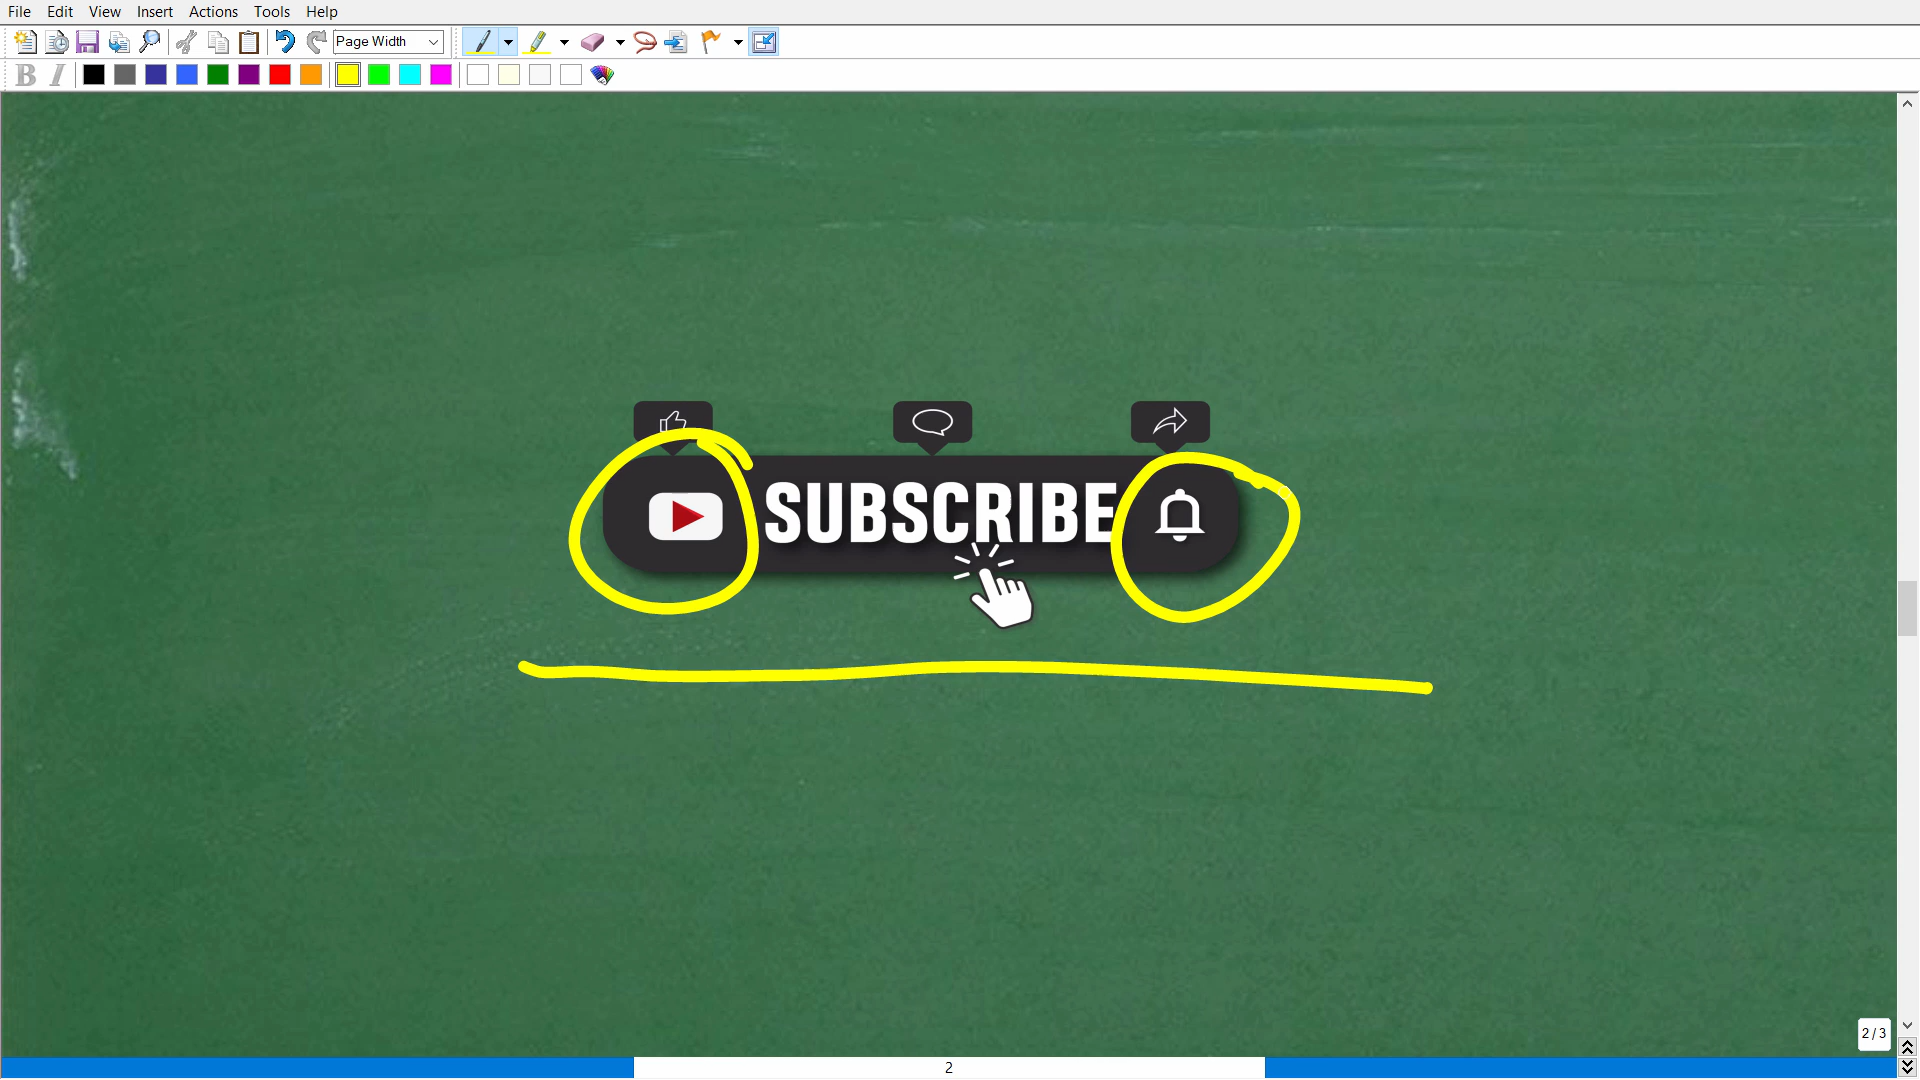 File Edit View Insert Actions Tools Help
Page Width
B I
SUBSCRIBE
2 / 3
2